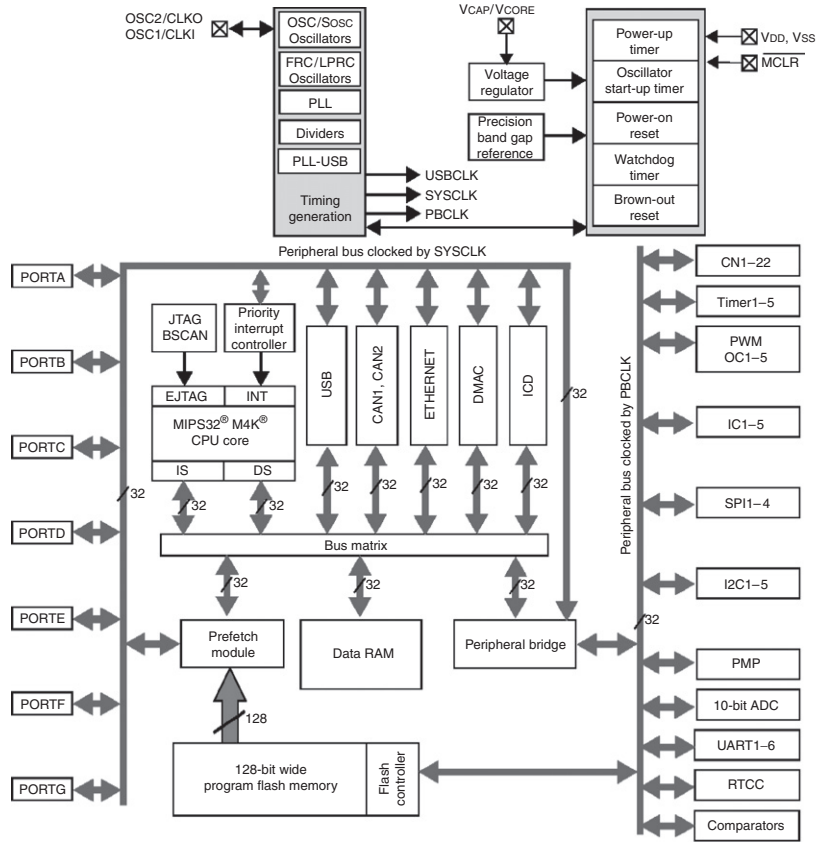 OSC2/CLKO
OSC1/CLKI
OSC/SOSC
Oscillators
FRC/LPRC
Oscillators
PLL
Dividers
PLL-USB
Timing
generation
USBCLK
SYSCLK
PBCLK
VCAP/VCORE
Voltage
regulator
Precision
band gap
reference
Power-up
timer
Oscillator
start-up timer
Power-on
reset
Watchdog
timer
Brown-out
reset
VDD, VSS
MCLR
Peripheral bus clocked by SYSCLK
PORTA
PORTB
PORTC
PORTD
PORTE
PORTF
PORTG
32
JTAG
BSCAN
Priority
interrupt
controller
EJTAG
INT
MIPS32® M4K®
CPU core
IS
DS
32
32
USB
CAN1, CAN2
ETHERNET
DMAC
ICD
32
32
32
32
32
32
Bus matrix
32
32
32
Prefetch
module
Data RAM
Peripheral bridge
128
128-bit wide
program flash memory
Flash
controller
Peripheral bus clocked by PBCLK
32
CN1–22
Timer1–5
PWM
OC1–5
IC1–5
SPI1–4
I2C1–5
PMP
10-bit ADC
UART1–6
RTCC
Comparators